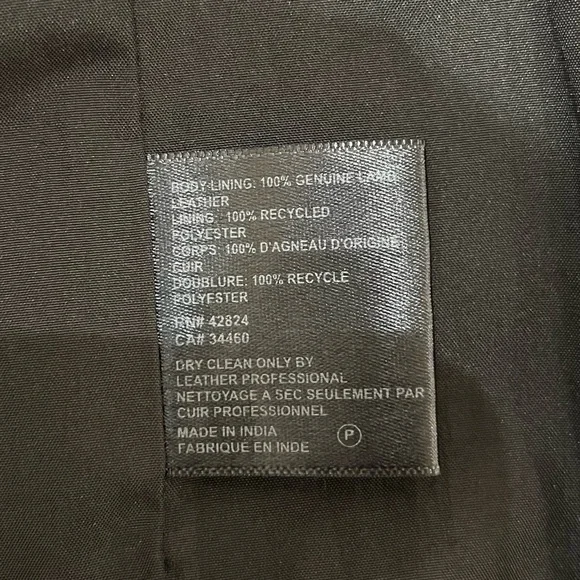 BODY LINING: 100% GENUINE LAMB
LEATHER
LINING: 100% RECYCLED
POLYESTER
CORPS: 100% D'AGNEAU D'ORIGINE
CUIR
DOUBLURE: 100% RECYCLÉ
POLYESTER
RN# 42824
CA# 34460
DRY CLEAN ONLY BY
LEATHER PROFESSIONAL
NETTOYAGE A SEC SEULEMENT PAR
CUIR PROFESSIONNEL
MADE IN INDIA
FABRIQUE EN INDE
P